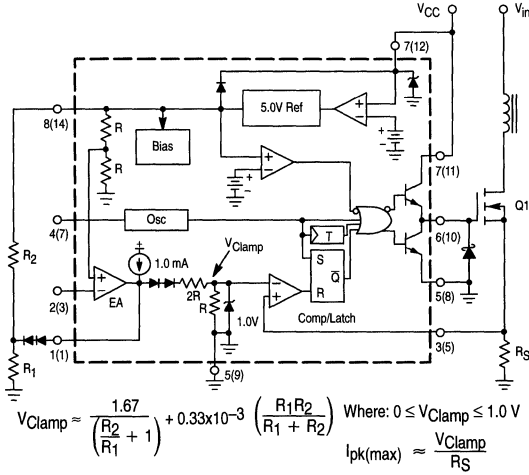 VCC
Vin
7(12)
5.0V Ref
+
−
+
−
8(14)
R
Bias
R
+
−
+
−
7(11)
Q1
4(7)
Osc
T
6(10)
VClamp
S
Q̅
R
R2
1.0 mA
2R
+
−
EA
R
1.0V
−
+
Comp/Latch
5(8)
2(3)
1(1)
3(5)
R1
5(9)
RS
VClamp ≈ 1.67 / (R2/R1 + 1) + 0.33x10⁻³ (R1R2 / R1 + R2) Where: 0 ≤ VClamp ≤ 1.0 V
Ipk(max) ≈ VClamp / RS